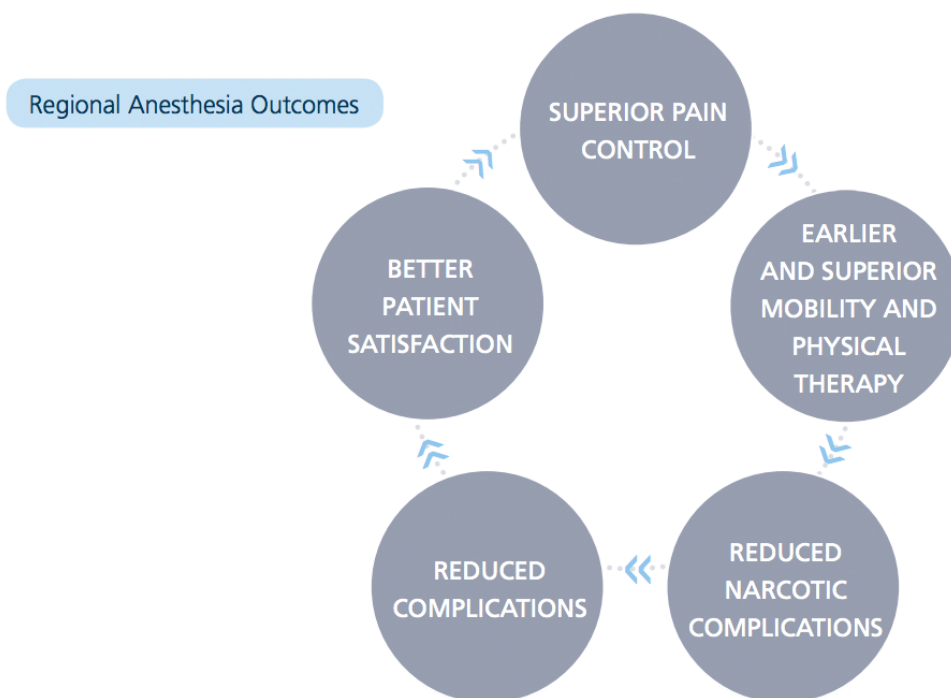 Regional Anesthesia Outcomes
SUPERIOR PAIN
CONTROL
EARLIER
AND SUPERIOR
MOBILITY AND
PHYSICAL
THERAPY
REDUCED
NARCOTIC
COMPLICATIONS
REDUCED
COMPLICATIONS
BETTER
PATIENT
SATISFACTION